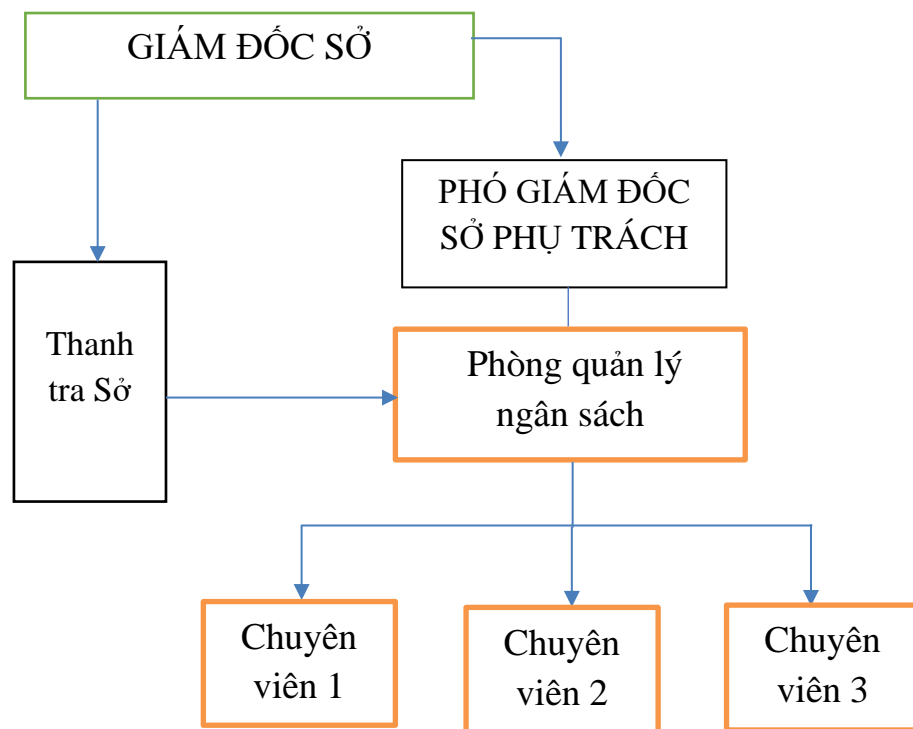 GIÁM ĐỐC SỞ
PHÓ GIÁM ĐỐC
SỞ PHỤ TRÁCH
Thanh
tra Sở
Phòng quản lý
ngân sách
Chuyên
viên 1
Chuyên
viên 2
Chuyên
viên 3